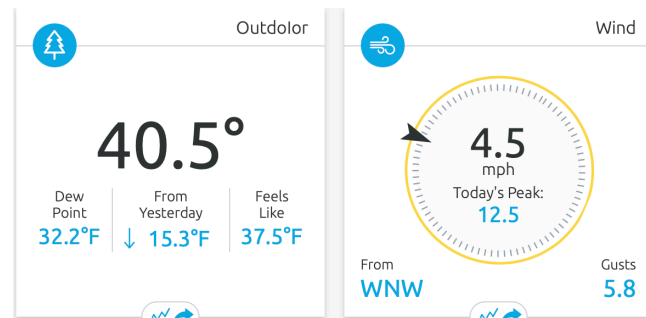 Outdolor
40.5°
Dew
Point
32.2°F
From
Yesterday
↓ 15.3°F
Feels
Like
37.5°F
Wind
4.5
mph
Today's Peak:
12.5
From
WNW
Gusts
5.8